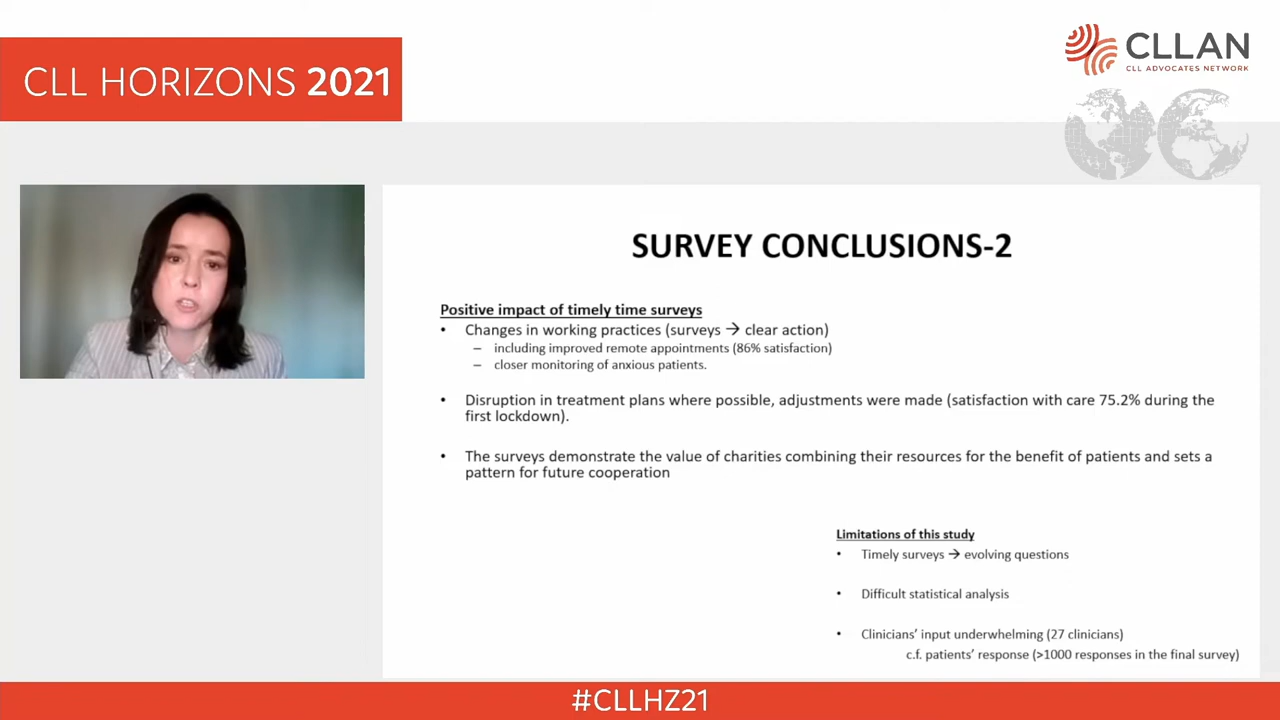 CLL HORIZONS 2021
CLLAN
CLL ADVOCATES NETWORK
SURVEY CONCLUSIONS-2
Positive impact of timely time surveys
• Changes in working practices (surveys → clear action)
– including improved remote appointments (86% satisfaction)
– closer monitoring of anxious patients.
• Disruption in treatment plans where possible, adjustments were made (satisfaction with care 75.2% during the
first lockdown).
• The surveys demonstrate the value of charities combining their resources for the benefit of patients and sets a
pattern for future cooperation
Limitations of this study
• Timely surveys → evolving questions
• Difficult statistical analysis
• Clinicians’ input underwhelming (27 clinicians)
c.f. patients’ response (>1000 responses in the final survey)
#CLLHZ21